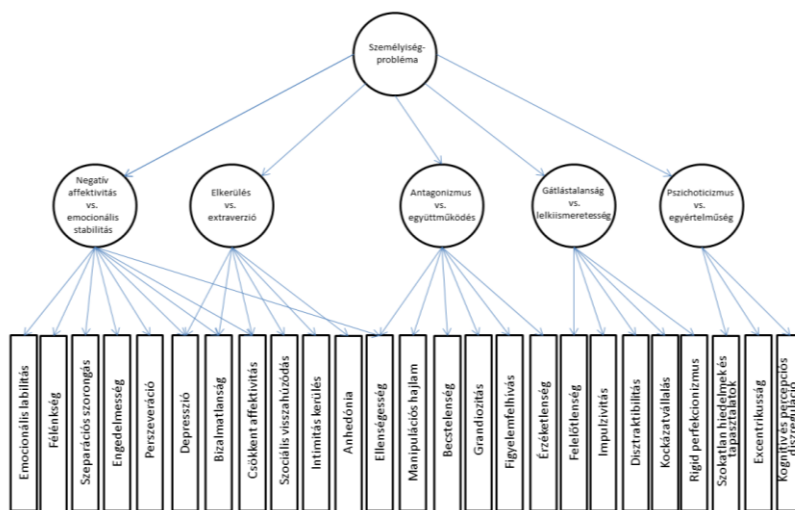 Személyiség-
probléma
Negatív
affektivitás
vs.
emocionális
stabilitás
Elkerülés
vs.
extraverzió
Antagonizmus
vs.
együttműködés
Gátlástalanság
vs.
lelkiismeretesség
Pszichoticizmus
vs.
egyértelműség
Emocionális labilitás
Félénkség
Szeparációs szorongás
Engedelmesség
Perszeveráció
Depresszió
Bizalmatlanság
Csökkent affektivitás
Szociális visszahúzódás
Intimitás kerülés
Anhedónia
Ellenségesség
Manipulációs hajlam
Becstelenség
Grandiozitás
Figyelemfelhívás
Érzéketlenség
Felelőtlenség
Impulzivitás
Disztraktibilitás
Kockázatvállalás
Rigid perfekcionizmus
Szokatlan hiedelmek és
tapasztalatok
Excentrikusság
Kognitív és percepciós
diszreguláció